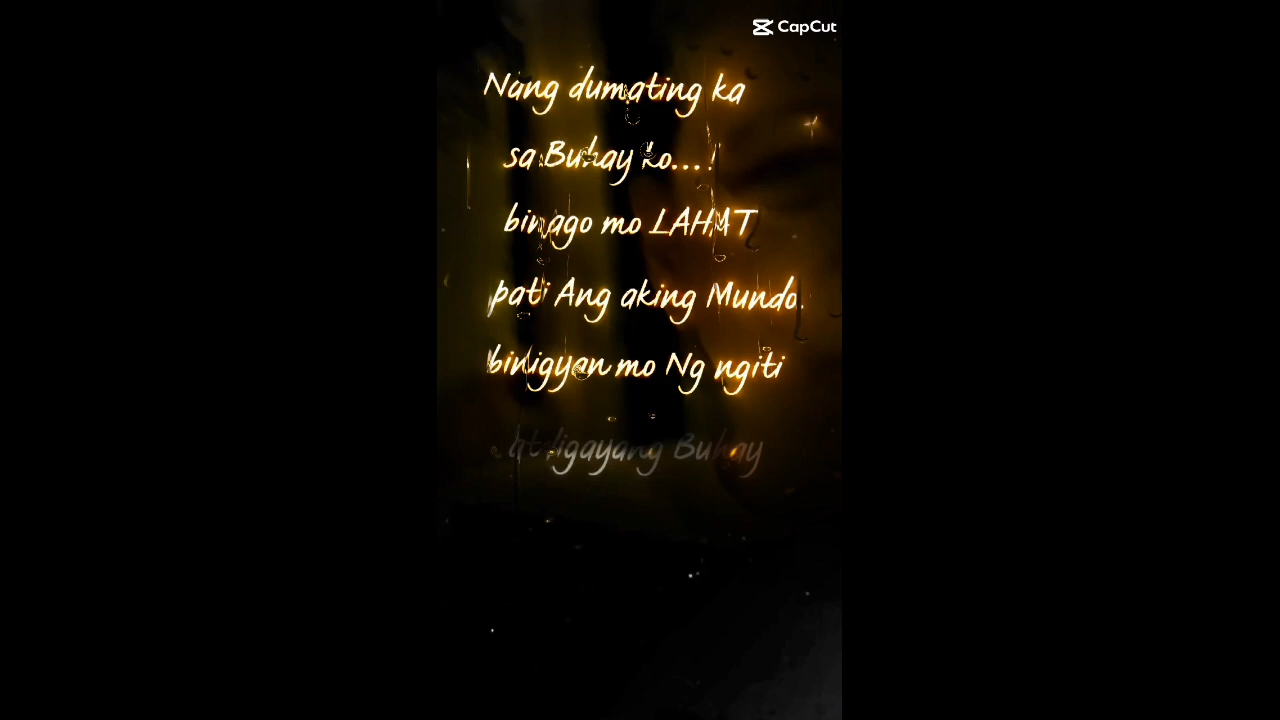 CapCut
Nang dumating ka
sa Buhay ko...!
binago mo LAHAT
pati Ang aking Mundo.
binigyan mo Ng ngiti
at ligayang Buhay